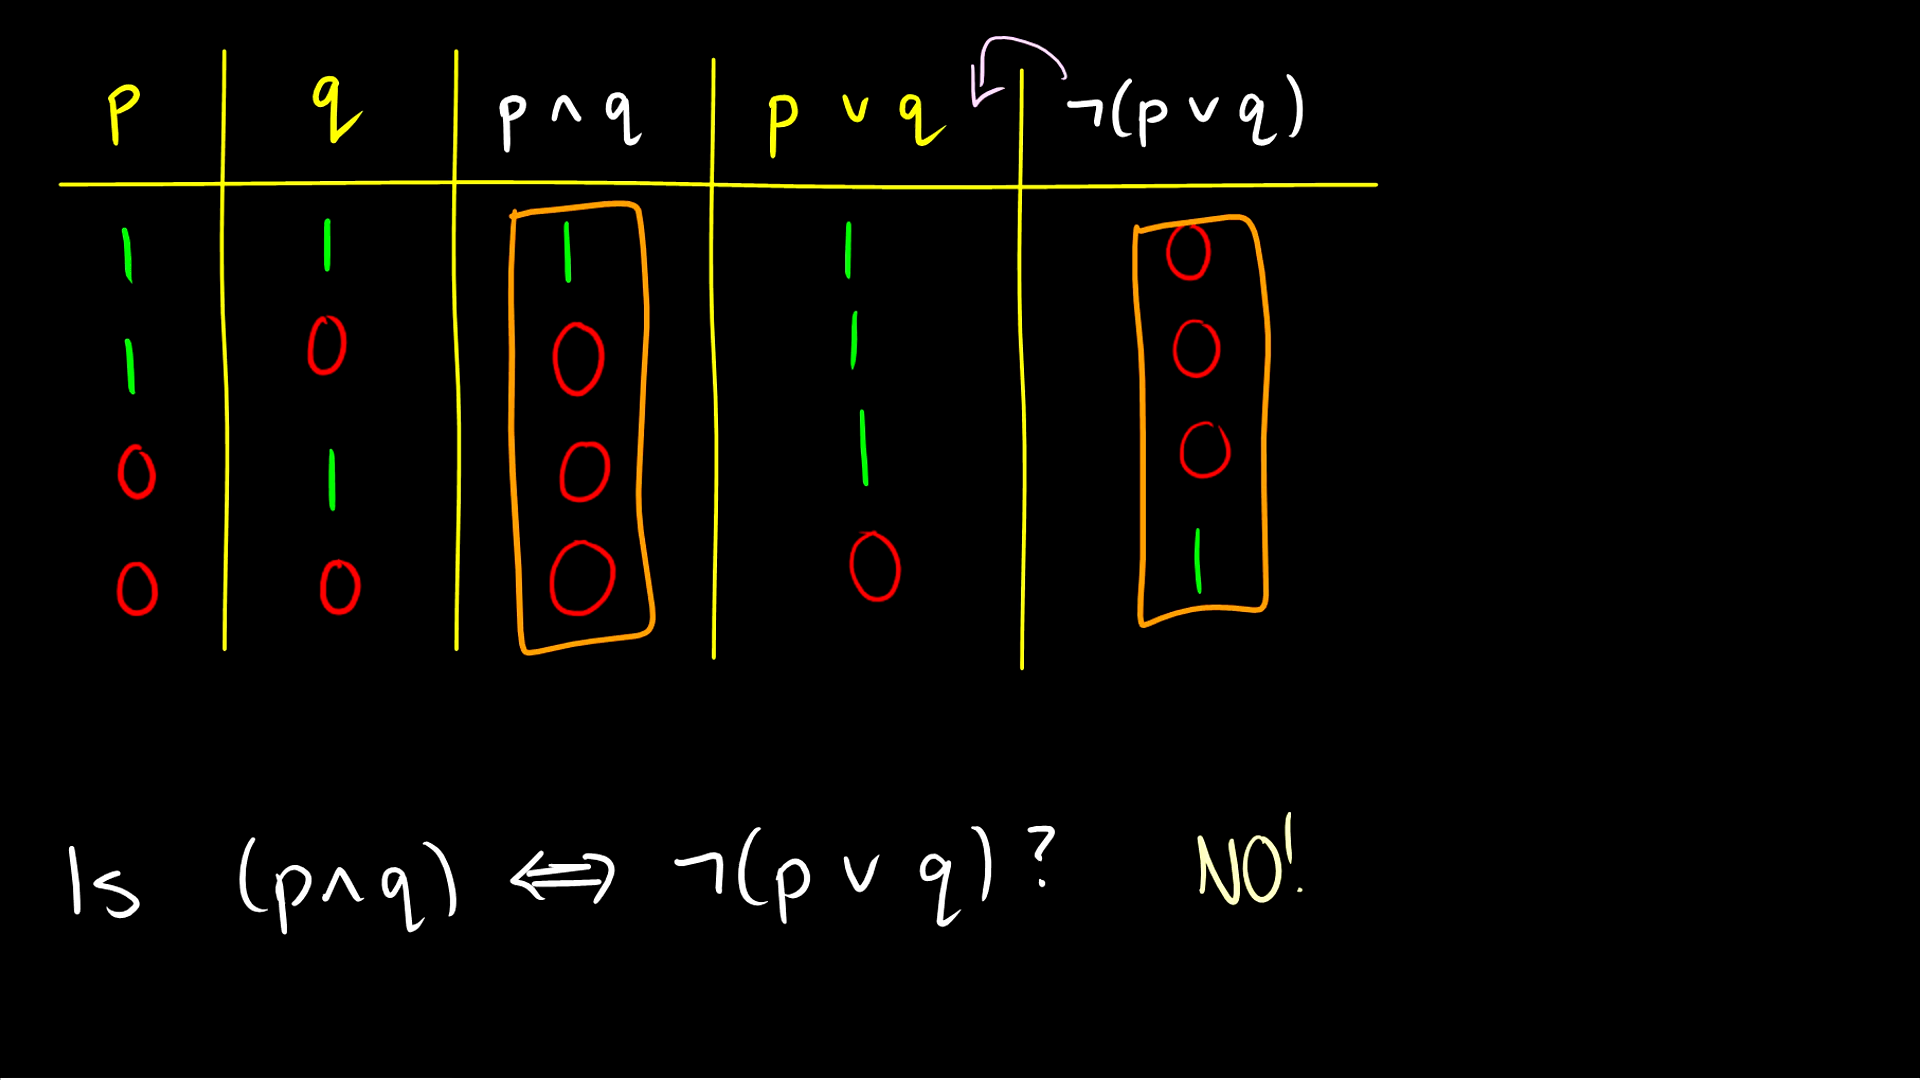 p q p ∧ q p ∨ q ¬(p ∨ q)
1 1 1 1 0
1 0 0 1 0
0 1 0 1 0
0 0 0 0 1
Is (p∧q) ⟺ ¬(p ∨ q)? NO!